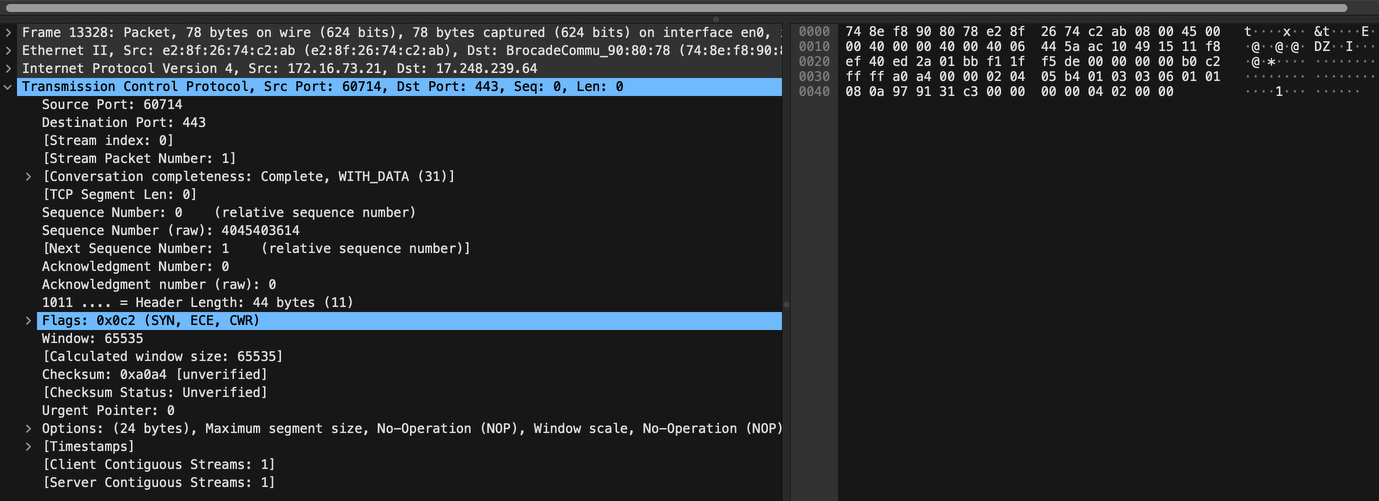 Frame 13328: Packet, 78 bytes on wire (624 bits), 78 bytes captured (624 bits) on interface en0,
Ethernet II, Src: e2:8f:26:74:c2:ab (e2:8f:26:74:c2:ab), Dst: BrocadeCommu_90:80:78 (74:8e:f8:90:8
Internet Protocol Version 4, Src: 172.16.73.21, Dst: 17.248.239.64
Transmission Control Protocol, Src Port: 60714, Dst Port: 443, Seq: 0, Len: 0
Source Port: 60714
Destination Port: 443
[Stream index: 0]
[Stream Packet Number: 1]
[Conversation completeness: Complete, WITH_DATA (31)]
[TCP Segment Len: 0]
Sequence Number: 0    (relative sequence number)
Sequence Number (raw): 4045403614
[Next Sequence Number: 1    (relative sequence number)]
Acknowledgment Number: 0
Acknowledgment number (raw): 0
1011 .... = Header Length: 44 bytes (11)
Flags: 0x0c2 (SYN, ECE, CWR)
Window: 65535
[Calculated window size: 65535]
Checksum: 0xa0a4 [unverified]
[Checksum Status: Unverified]
Urgent Pointer: 0
Options: (24 bytes), Maximum segment size, No-Operation (NOP), Window scale, No-Operation (NOP)
[Timestamps]
[Client Contiguous Streams: 1]
[Server Contiguous Streams: 1]
0000 74 8e f8 90 80 78 e2 8f 26 74 c2 ab 08 00 45 00 t····x·· &t····E·
0010 00 40 00 00 40 00 40 06 44 5a ac 10 49 15 11 f8 ·@··@·@· DZ··I···
0020 ef 40 ed 2a 01 bb f1 1f f5 de 00 00 00 00 b0 c2 ·@·*···· ········
0030 ff ff a0 a4 00 00 02 04 05 b4 01 03 03 06 01 01 ········ ········
0040 08 0a 97 91 31 c3 00 00 00 00 04 02 00 00 ····1··· ······